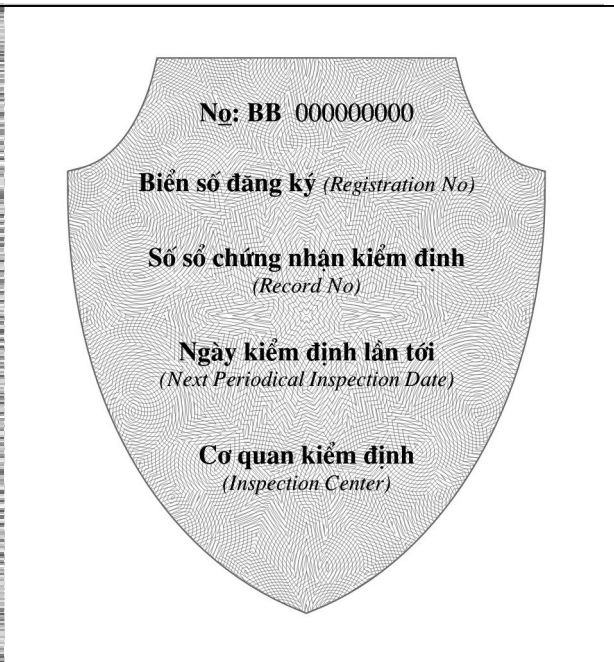 No: BB 000000000
Biển số đăng ký (Registration No)
Số sổ chứng nhận kiểm định
(Record No)
Ngày kiểm định lần tới
(Next Periodical Inspection Date)
Cơ quan kiểm định
(Inspection Center)